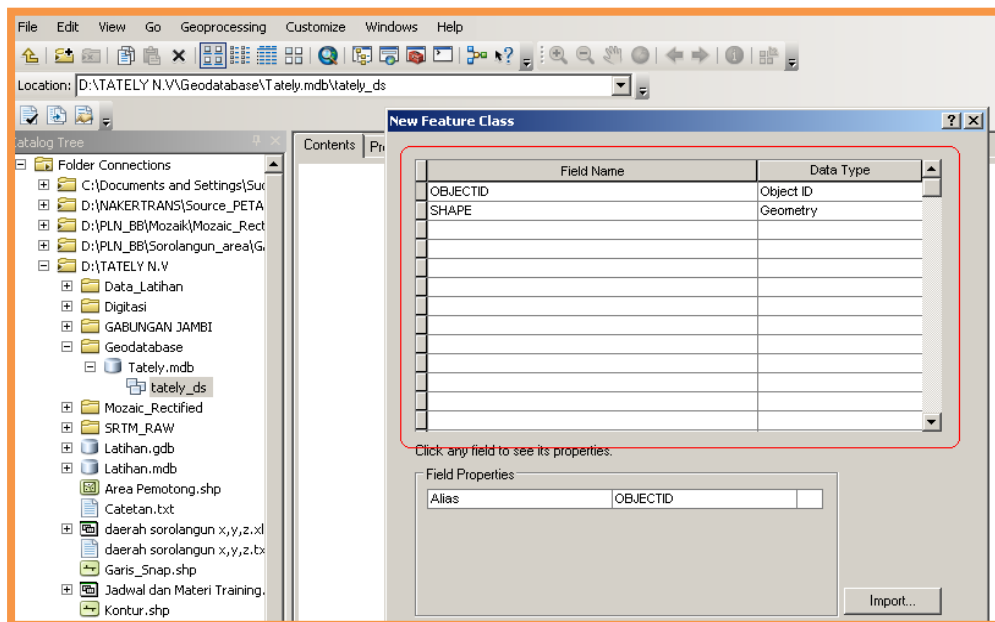 File Edit View Go Geoprocessing Customize Windows Help
Location: D:\TATELY N.V\Geodatabase\Tately.mdb\tately_ds
New Feature Class
Catalog Tree
Contents
Folder Connections
C:\Documents and Settings\Suc
D:\NAKERTRANS\Source_PETA
D:\PLN_BB\Mozaik\Mozaic_Rect
D:\PLN_BB\Sorolangun_area\G
D:\TATELY N.V
Data_Latihan
Digitasi
GABUNGAN JAMBI
Geodatabase
Tately.mdb
tately_ds
Mozaic_Rectified
SRTM_RAW
Latihan.gdb
Latihan.mdb
Area Pemotong.shp
Catetan.txt
daerah sorolangun x,y,z.xl
daerah sorolangun x,y,z.tx
Garis_Snap.shp
Jadwal dan Materi Training.
Kontur.shp
Field Name Data Type
OBJECTID Object ID
SHAPE Geometry
Click any field to see its properties.
Field Properties
Alias OBJECTID
Import...